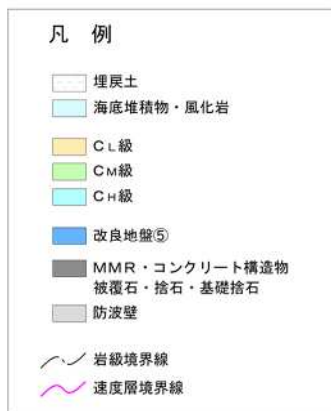 凡 例
埋戻土
海底堆積物・風化岩
CL級
CM級
CH級
改良地盤⑤
MMR・コンクリート構造物
被覆石・捨石・基礎捨石
防波壁
岩級境界線
速度層境界線